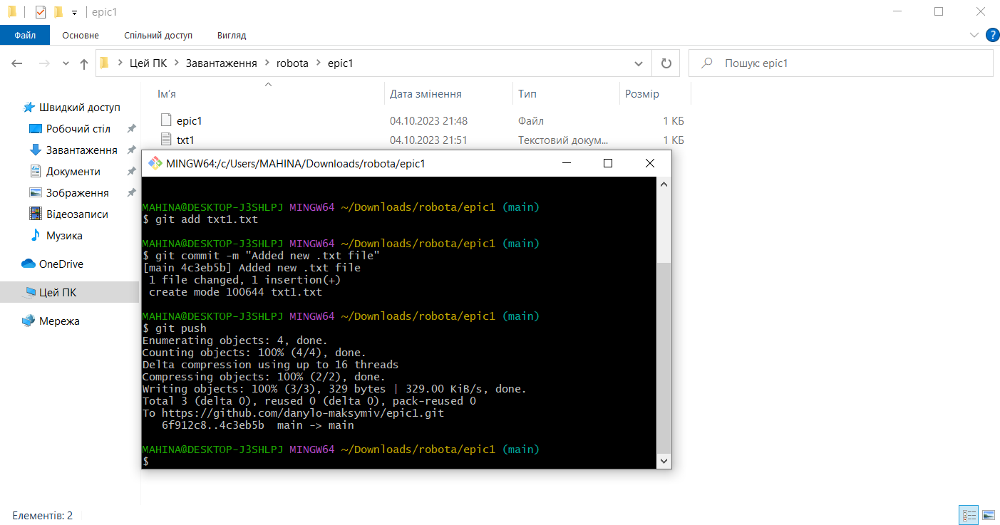 epic1
Файл Основне Спільний доступ Вигляд
Цей ПК Завантаження robota epic1
Пошук: epic1
Ім'я Дата змінення Тип Розмір
epic1 04.10.2023 21:48 Файл 1 КБ
txt1 04.10.2023 21:51 Текстовий докум... 1 КБ
Швидкий доступ
Робочий стіл
Завантаження
Документи
Зображення
Відеозаписи
Музика
OneDrive
Цей ПК
Мережа
MINGW64:/c/Users/MAHINA/Downloads/robota/epic1
MAHINA@DESKTOP-J3SHLPJ MINGW64 ~/Downloads/robota/epic1 (main)
$ git add txt1.txt
MAHINA@DESKTOP-J3SHLPJ MINGW64 ~/Downloads/robota/epic1 (main)
$ git commit -m "Added new .txt file"
[main 4c3eb5b] Added new .txt file
1 file changed, 1 insertion(+)
create mode 100644 txt1.txt
MAHINA@DESKTOP-J3SHLPJ MINGW64 ~/Downloads/robota/epic1 (main)
$ git push
Enumerating objects: 4, done.
Counting objects: 100% (4/4), done.
Delta compression using up to 16 threads
Compressing objects: 100% (2/2), done.
Writing objects: 100% (3/3), 329 bytes | 329.00 KiB/s, done.
Total 3 (delta 0), reused 0 (delta 0), pack-reused 0
To https://github.com/danylo-maksymiv/epic1.git
6f912c8..4c3eb5b main -> main
MAHINA@DESKTOP-J3SHLPJ MINGW64 ~/Downloads/robota/epic1 (main)
$
Елементів: 2